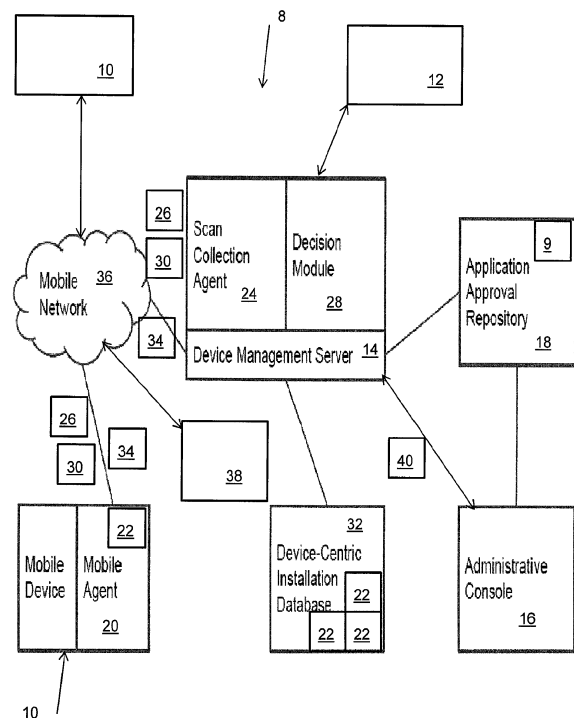 8
10
12
26
30
34
Scan
Collection
Agent
24
Decision
Module
28
Device Management Server
14
9
Application
Approval
Repository
18
Mobile
Network
36
26
34
30
38
40
22
Mobile
Device
Mobile
Agent
20
32
Device-Centric
Installation
Database
22
22
22
Administrative
Console
16
10